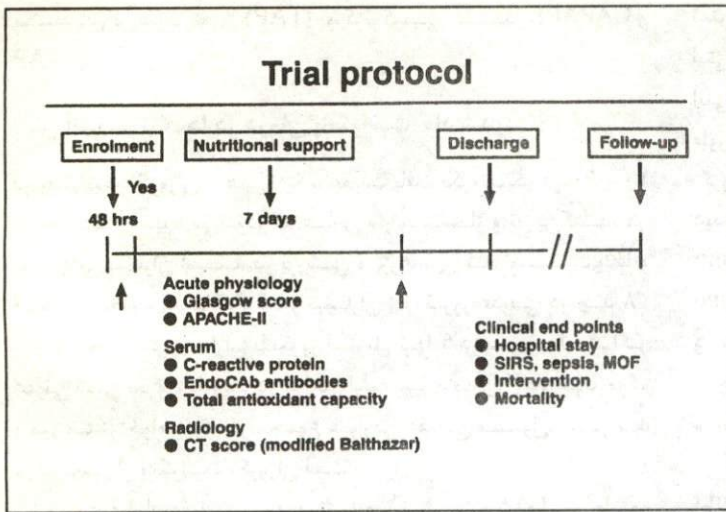 Trial protocol
Enrolment
Nutritional support
Discharge
Follow-up
Yes
48 hrs
7 days
//
Acute physiology
● Glasgow score
● APACHE-II
Serum
● C-reactive protein
● EndoCAb antibodies
● Total antioxidant capacity
Radiology
● CT score (modified Balthazar)
Clinical end points
● Hospital stay
● SIRS, sepsis, MOF
● Intervention
● Mortality